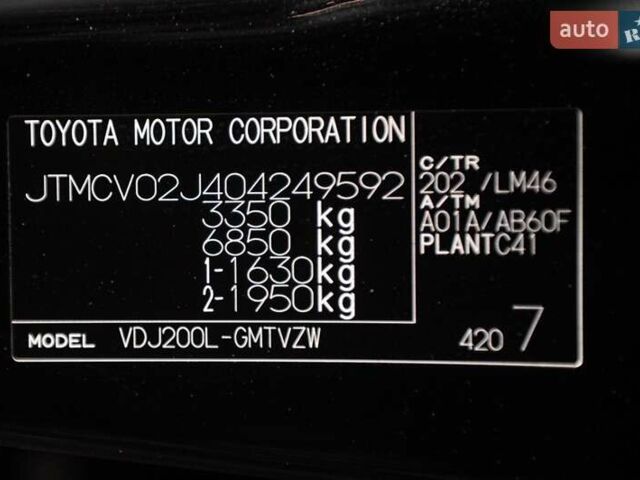 auto R
TOYOTA MOTOR CORPORATION
JTMCV02J404249592
3350 kg
6850 kg
1-1630kg
2-1950kg
C/TR
202 /LM46
A/TM
A01A/AB60F
PLANTC41
MODEL VDJ200L-GMTVZW
420 7